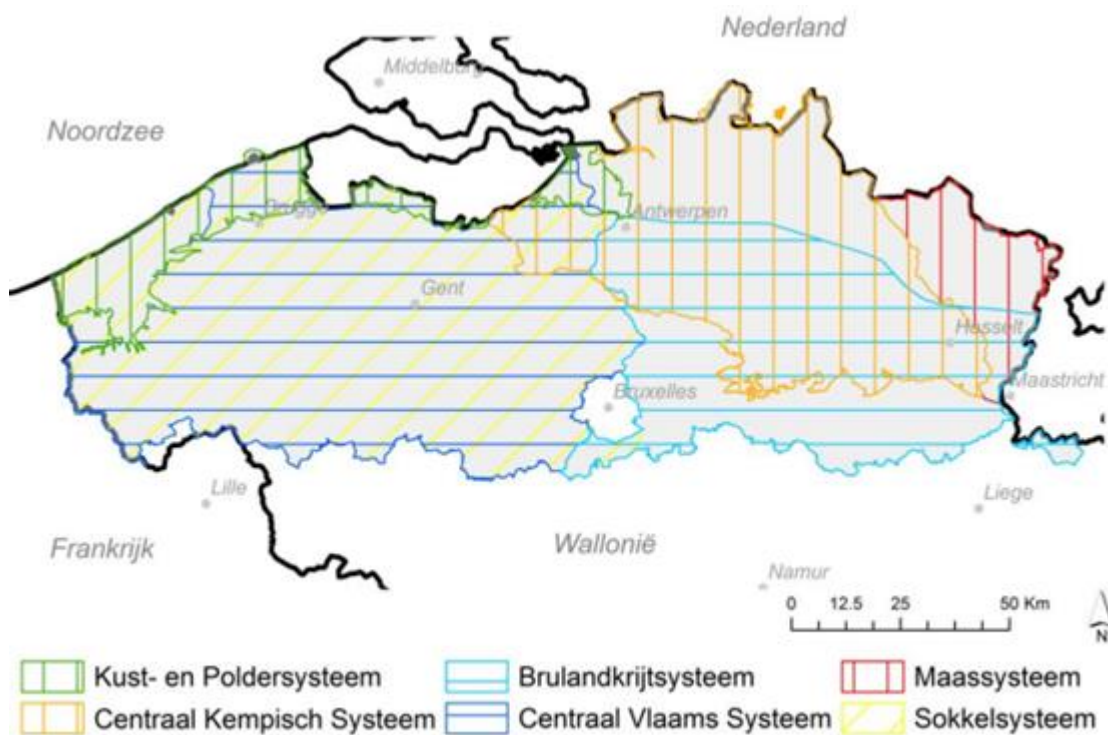 Nederland
Middelburg
Noordzee
Brugge
Antwerpen
Gent
Hasselt
Maastricht
Bruxelles
Lille
Liege
Frankrijk
Wallonië
Namur
0 12.5 25 50 Km
N
Kust- en Poldersysteem
Brulandkrijtsysteem
Maassysteem
Centraal Kempisch Systeem
Centraal Vlaams Systeem
Sokkelsysteem